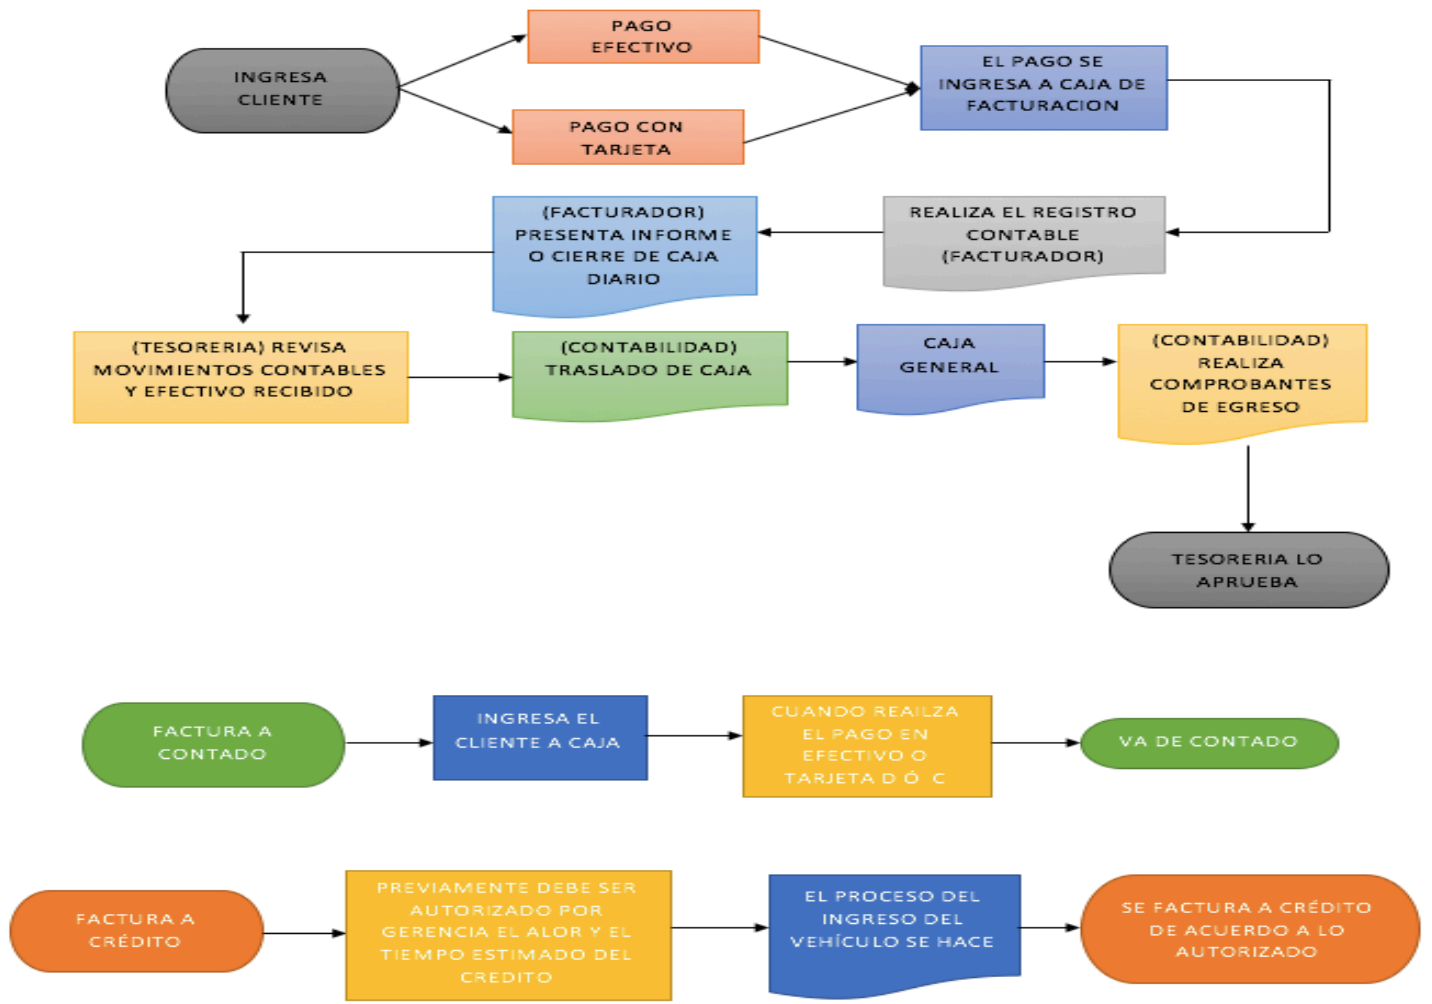 INGRESA
CLIENTE
PAGO
EFECTIVO
PAGO CON
TARJETA
EL PAGO SE
INGRESA A CAJA DE
FACTURACION
REALIZA EL REGISTRO
CONTABLE
(FACTURADOR)
(FACTURADOR)
PRESENTA INFORME
O CIERRE DE CAJA
DIARIO
(TESORERIA) REVISA
MOVIMIENTOS CONTABLES
Y EFECTIVO RECIBIDO
(CONTABILIDAD)
TRASLADO DE CAJA
CAJA
GENERAL
(CONTABILIDAD)
REALIZA
COMPROBANTES
DE EGRESO
TESORERIA LO
APRUEBA
FACTURA A
CONTADO
INGRESA EL
CLIENTE A CAJA
CUANDO REAILZA
EL PAGO EN
EFECTIVO O
TARJETA D Ó C
VA DE CONTADO
FACTURA A
CRÉDITO
PREVIAMENTE DEBE SER
AUTORIZADO POR
GERENCIA EL ALOR Y EL
TIEMPO ESTIMADO DEL
CREDITO
EL PROCESO DEL
INGRESO DEL
VEHÍCULO SE HACE
SE FACTURA A CRÉDITO
DE ACUERDO A LO
AUTORIZADO